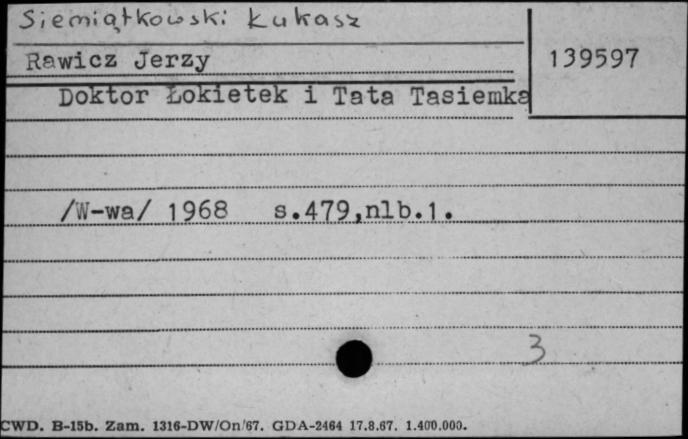 Siemiątkowski Łukasz
Rawicz Jerzy
139597
Doktor Łokietek i Tata Tasiemka
/W-wa/ 1968 s.479,nlb.1.
3
CWD. B-15b. Zam. 1316-DW/On/67. GDA-2464 17.8.67. 1.400.000.